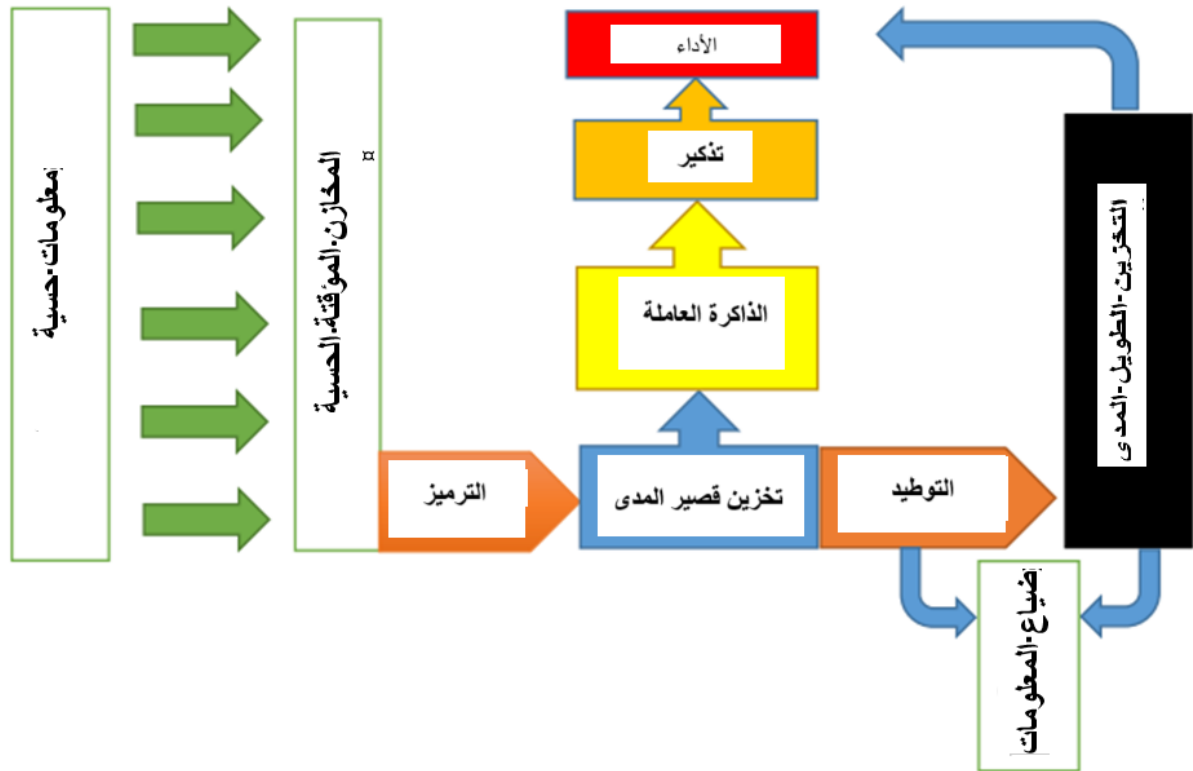 معلومات حسية
المخازن المؤقتة الحسية
¤
الأداء
تذكير
الذاكرة العاملة
الترميز
تخزين قصير المدى
التوطيد
التخزين الطويل المدى
ضياع المعلومات